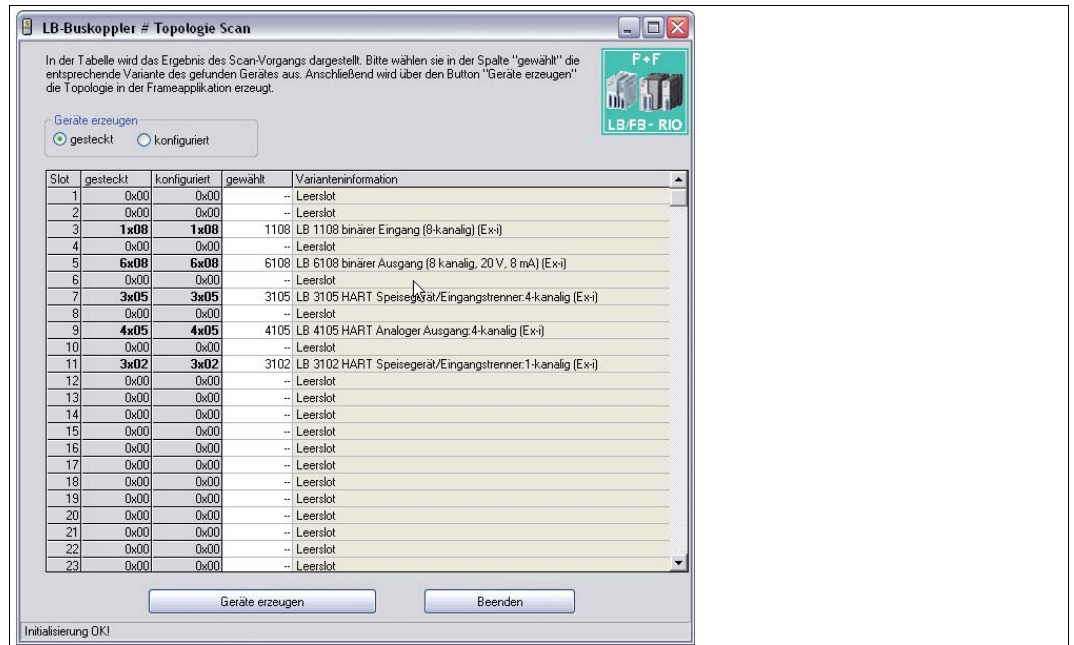 LB-Buskoppler # Topologie Scan
In der Tabelle wird das Ergebnis des Scan-Vorgangs dargestellt. Bitte wählen sie in der Spalte "gewählt" die
entsprechende Variante des gefunden Gerätes aus. Anschließend wird über den Button "Geräte erzeugen"
die Topologie in der Frameapplikation erzeugt.
P+F
LB/FB - RIO
Geräte erzeugen
gesteckt konfiguriert
Slot gesteckt konfiguriert gewählt Varianteninformation
1 0x00 0x00 -- Leerslot
2 0x00 0x00 -- Leerslot
3 1x08 1x08 1108 LB 1108 binärer Eingang (8-kanalig) (Ex-i)
4 0x00 0x00 -- Leerslot
5 6x08 6x08 6108 LB 6108 binärer Ausgang (8 kanalig, 20 V, 8 mA) (Ex-i)
6 0x00 0x00 -- Leerslot
7 3x05 3x05 3105 LB 3105 HART Speisegerät/Eingangstrenner:4-kanalig (Ex-i)
8 0x00 0x00 -- Leerslot
9 4x05 4x05 4105 LB 4105 HART Analoger Ausgang:4-kanalig (Ex-i)
10 0x00 0x00 -- Leerslot
11 3x02 3x02 3102 LB 3102 HART Speisegerät/Eingangstrenner:1-kanalig (Ex-i)
12 0x00 0x00 -- Leerslot
13 0x00 0x00 -- Leerslot
14 0x00 0x00 -- Leerslot
15 0x00 0x00 -- Leerslot
16 0x00 0x00 -- Leerslot
17 0x00 0x00 -- Leerslot
18 0x00 0x00 -- Leerslot
19 0x00 0x00 -- Leerslot
20 0x00 0x00 -- Leerslot
21 0x00 0x00 -- Leerslot
22 0x00 0x00 -- Leerslot
23 0x00 0x00 -- Leerslot
Geräte erzeugen Beenden
Initialisierung OK!